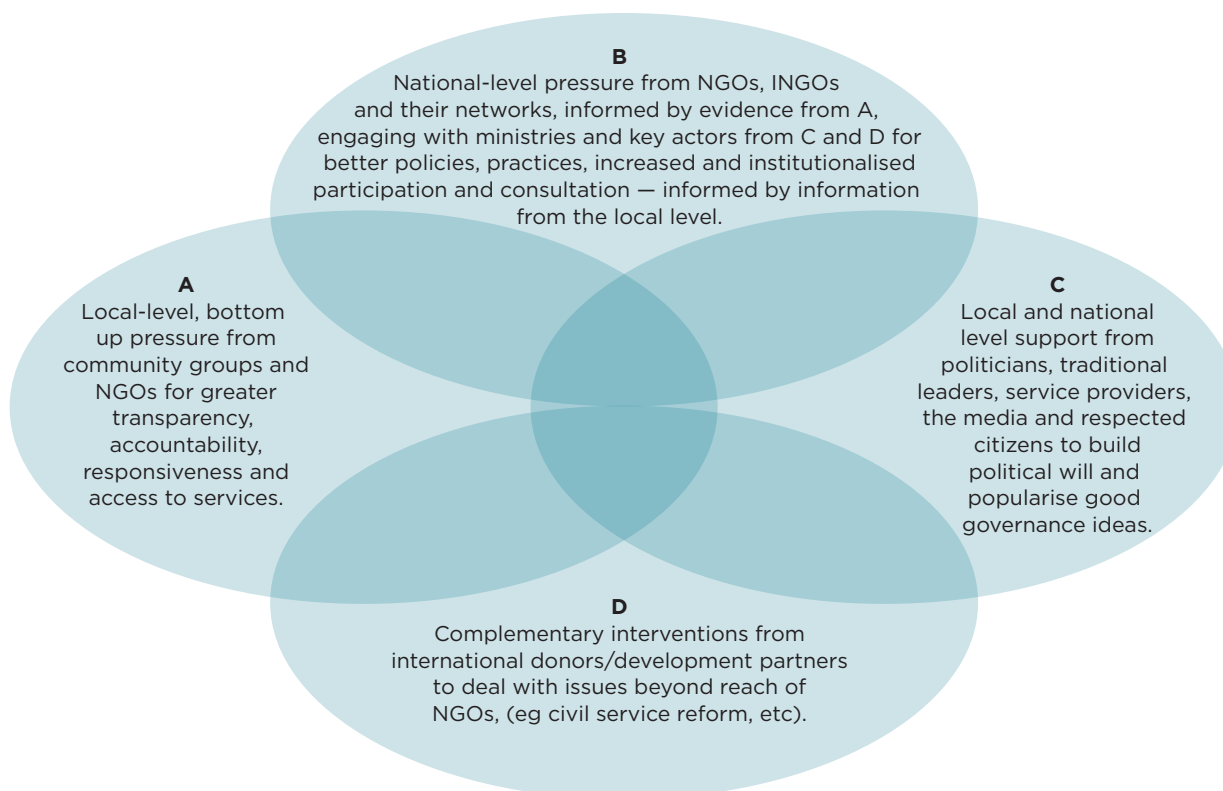 B
National-level pressure from NGOs, INGOs
and their networks, informed by evidence from A,
engaging with ministries and key actors from C and D for
better policies, practices, increased and institutionalised
participation and consultation — informed by information
from the local level.
A
Local-level, bottom
up pressure from
community groups and
NGOs for greater
transparency,
accountability,
responsiveness and
access to services.
C
Local and national
level support from
politicians, traditional
leaders, service providers,
the media and respected
citizens to build
political will and
popularise good
governance ideas.
D
Complementary interventions from
international donors/development partners
to deal with issues beyond reach of
NGOs, (eg civil service reform, etc).